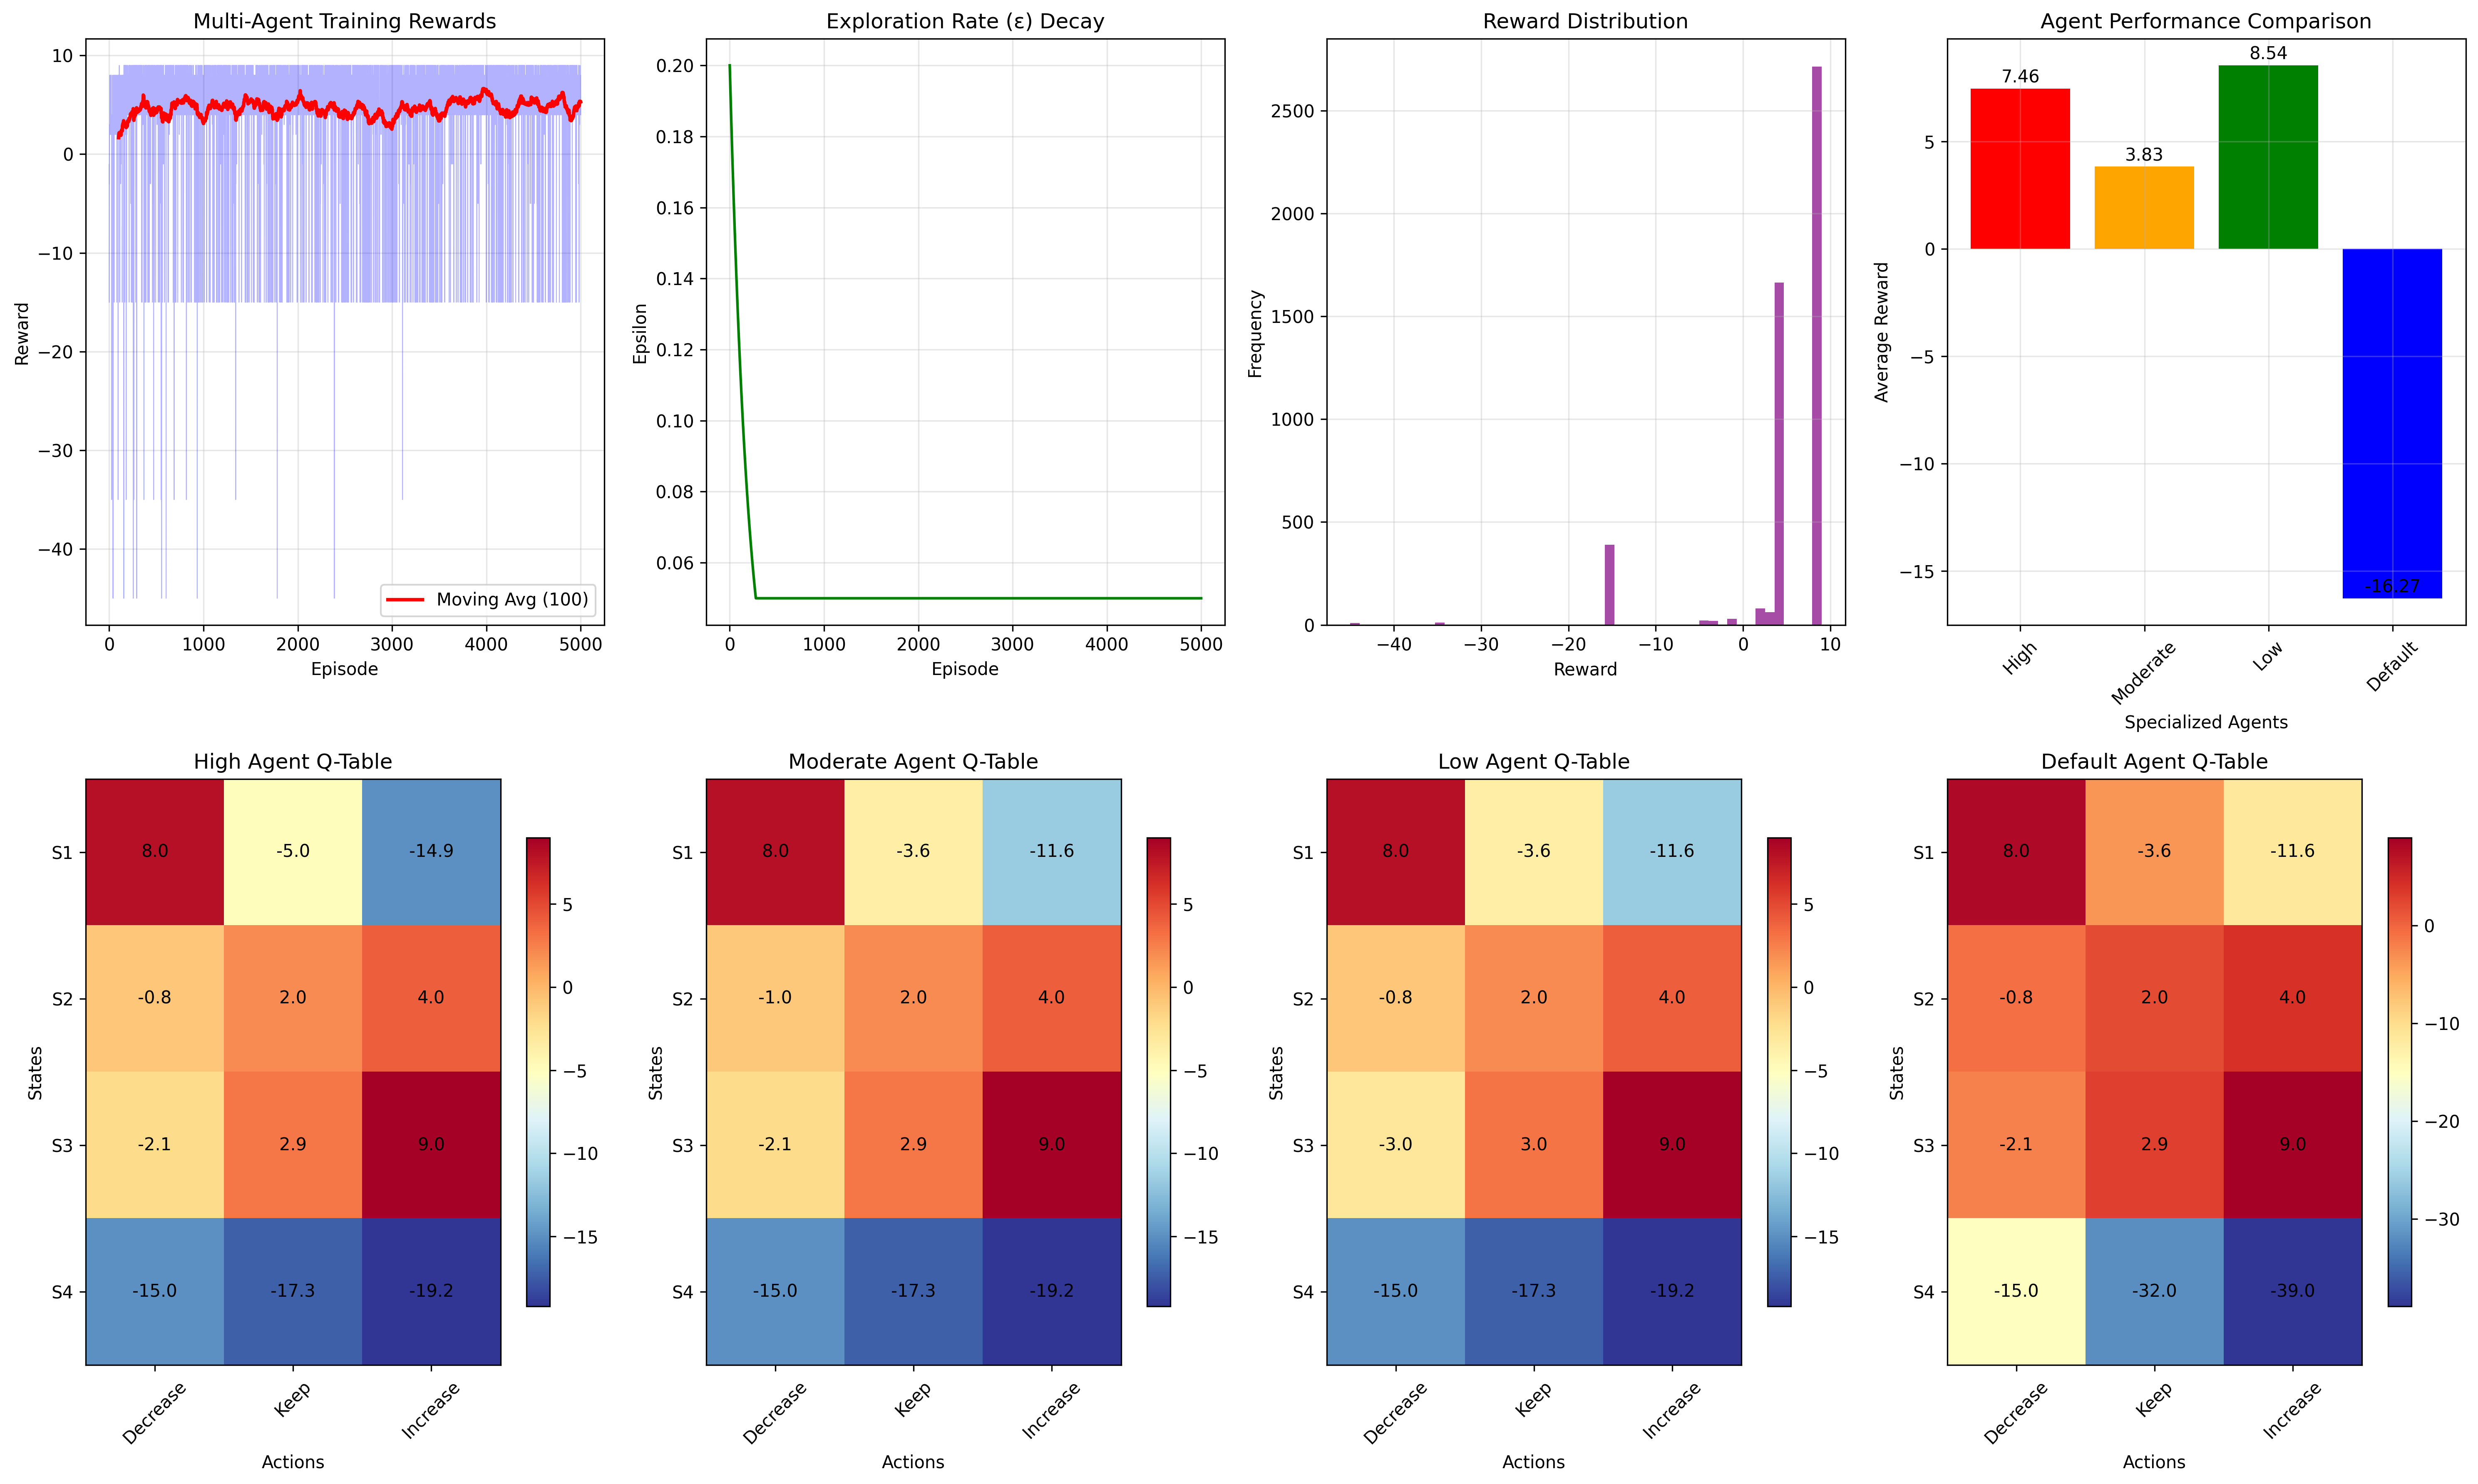 Multi-Agent Training Rewards
10
0
−10
−20
−30
−40
Reward
0
1000
2000
3000
4000
5000
Episode
Moving Avg (100)
Exploration Rate (ε) Decay
0.20
0.18
0.16
0.14
0.12
0.10
0.08
0.06
Epsilon
0
1000
2000
3000
4000
5000
Episode
Reward Distribution
2500
2000
1500
1000
500
0
Frequency
−40
−30
−20
−10
0
10
Reward
Agent Performance Comparison
7.46
3.83
8.54
-16.27
5
0
−5
−10
−15
Average Reward
High
Moderate
Low
Default
Specialized Agents
High Agent Q-Table
S1
8.0
-5.0
-14.9
S2
-0.8
2.0
4.0
S3
-2.1
2.9
9.0
S4
-15.0
-17.3
-19.2
States
Decrease
Keep
Increase
Actions
5
0
−5
−10
−15
Moderate Agent Q-Table
S1
8.0
-3.6
-11.6
S2
-1.0
2.0
4.0
S3
-2.1
2.9
9.0
S4
-15.0
-17.3
-19.2
States
Decrease
Keep
Increase
Actions
5
0
−5
−10
−15
Low Agent Q-Table
S1
8.0
-3.6
-11.6
S2
-0.8
2.0
4.0
S3
-3.0
3.0
9.0
S4
-15.0
-17.3
-19.2
States
Decrease
Keep
Increase
Actions
5
0
−5
−10
−15
Default Agent Q-Table
S1
8.0
-3.6
-11.6
S2
-0.8
2.0
4.0
S3
-2.1
2.9
9.0
S4
-15.0
-32.0
-39.0
States
Decrease
Keep
Increase
Actions
0
−10
−20
−30